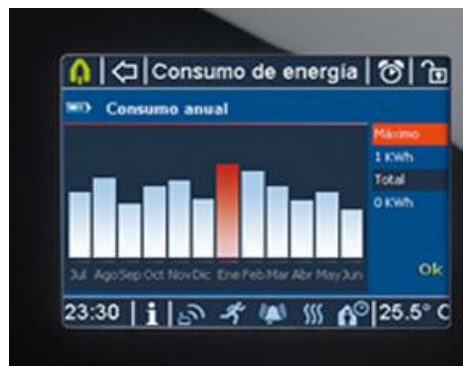 Consumo de energía
Consumo anual
Máximo
1 KWh
Total
0 KWh
Jul Ago Sep Oct Nov Dic Ene Feb Mar Abr May Jun
Ok
23:30 i 25.5° C